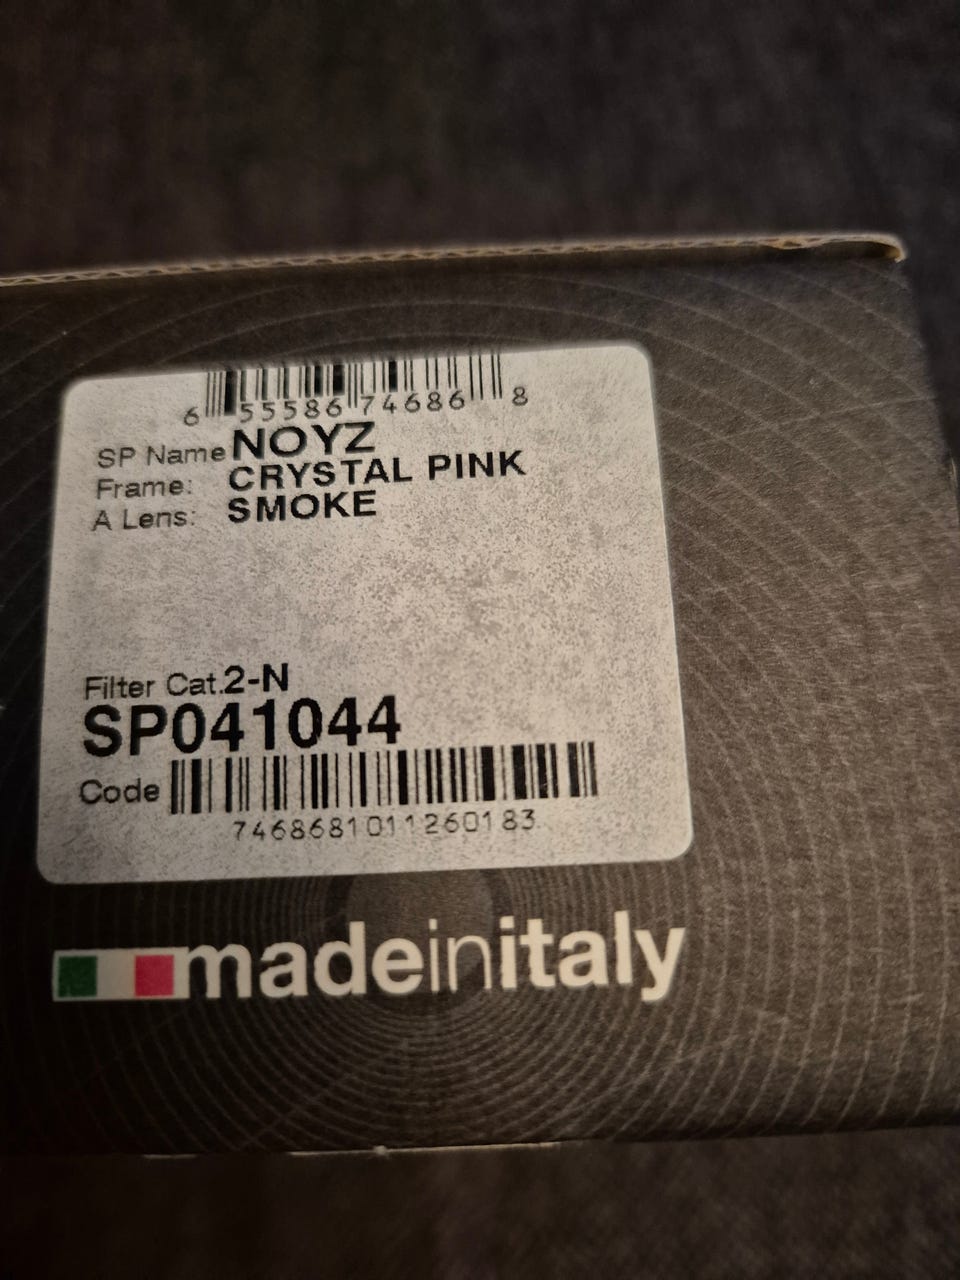 6 55586 74686 8
SP Name NOYZ
Frame: CRYSTAL PINK
A Lens: SMOKE
Filter Cat.2-N
SP041044
Code
7468681011260183
madeinitaly